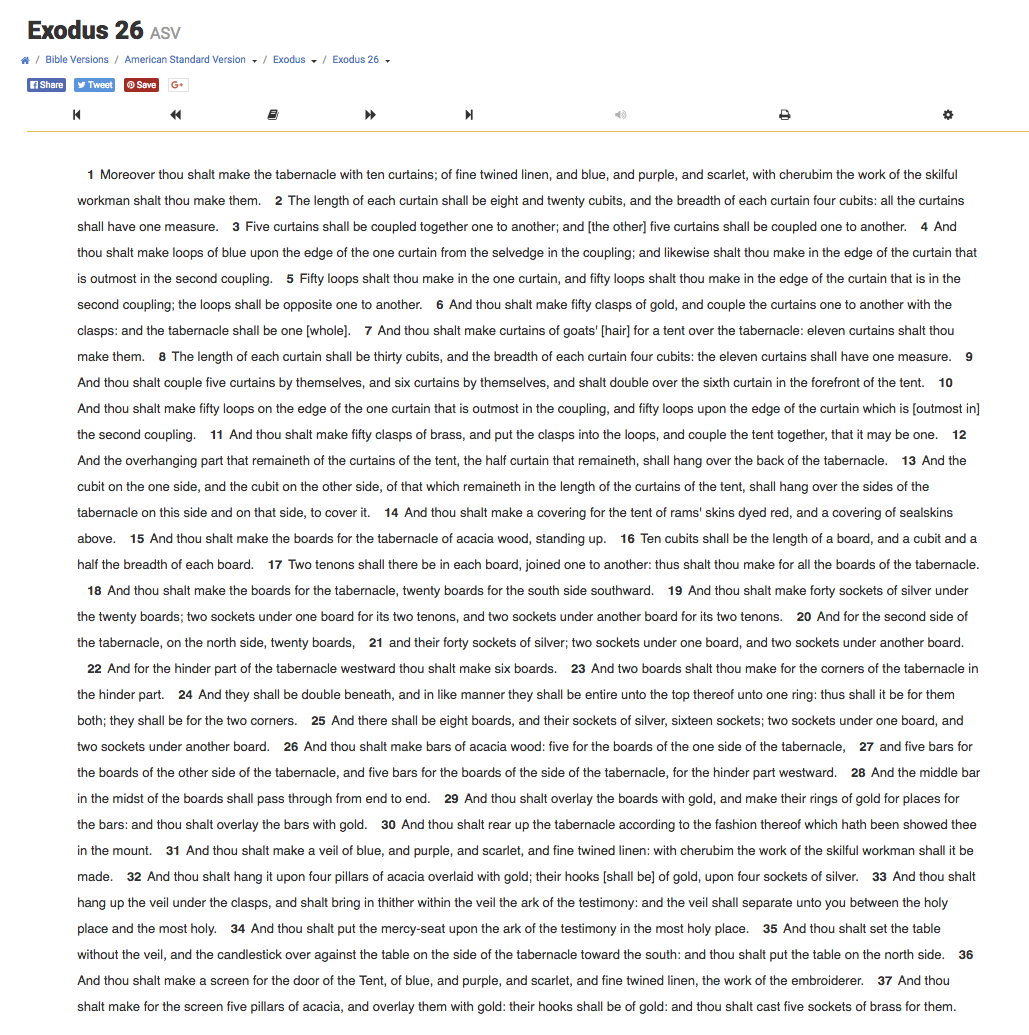 Exodus 26 ASV
/ Bible Versions / American Standard Version / Exodus / Exodus 26
Share Tweet Save G+
1 Moreover thou shalt make the tabernacle with ten curtains; of fine twined linen, and blue, and purple, and scarlet, with cherubim the work of the skilful
workman shalt thou make them. 2 The length of each curtain shall be eight and twenty cubits, and the breadth of each curtain four cubits: all the curtains
shall have one measure. 3 Five curtains shall be coupled together one to another; and [the other] five curtains shall be coupled one to another. 4 And
thou shalt make loops of blue upon the edge of the one curtain from the selvedge in the coupling; and likewise shalt thou make in the edge of the curtain that
is outmost in the second coupling. 5 Fifty loops shalt thou make in the one curtain, and fifty loops shalt thou make in the edge of the curtain that is in the
second coupling; the loops shall be opposite one to another. 6 And thou shalt make fifty clasps of gold, and couple the curtains one to another with the
clasps: and the tabernacle shall be one [whole]. 7 And thou shalt make curtains of goats' [hair] for a tent over the tabernacle: eleven curtains shalt thou
make them. 8 The length of each curtain shall be thirty cubits, and the breadth of each curtain four cubits: the eleven curtains shall have one measure. 9
And thou shalt couple five curtains by themselves, and six curtains by themselves, and shalt double over the sixth curtain in the forefront of the tent. 10
And thou shalt make fifty loops on the edge of the one curtain that is outmost in the coupling, and fifty loops upon the edge of the curtain which is [outmost in]
the second coupling. 11 And thou shalt make fifty clasps of brass, and put the clasps into the loops, and couple the tent together, that it may be one. 12
And the overhanging part that remaineth of the curtains of the tent, the half curtain that remaineth, shall hang over the back of the tabernacle. 13 And the
cubit on the one side, and the cubit on the other side, of that which remaineth in the length of the curtains of the tent, shall hang over the sides of the
tabernacle on this side and on that side, to cover it. 14 And thou shalt make a covering for the tent of rams' skins dyed red, and a covering of sealskins
above. 15 And thou shalt make the boards for the tabernacle of acacia wood, standing up. 16 Ten cubits shall be the length of a board, and a cubit and a
half the breadth of each board. 17 Two tenons shall there be in each board, joined one to another: thus shalt thou make for all the boards of the tabernacle.
18 And thou shalt make the boards for the tabernacle, twenty boards for the south side southward. 19 And thou shalt make forty sockets of silver under
the twenty boards; two sockets under one board for its two tenons, and two sockets under another board for its two tenons. 20 And for the second side of
the tabernacle, on the north side, twenty boards, 21 and their forty sockets of silver; two sockets under one board, and two sockets under another board.
22 And for the hinder part of the tabernacle westward thou shalt make six boards. 23 And two boards shalt thou make for the corners of the tabernacle in
the hinder part. 24 And they shall be double beneath, and in like manner they shall be entire unto the top thereof unto one ring: thus shall it be for them
both; they shall be for the two corners. 25 And there shall be eight boards, and their sockets of silver, sixteen sockets; two sockets under one board, and
two sockets under another board. 26 And thou shalt make bars of acacia wood: five for the boards of the one side of the tabernacle, 27 and five bars for
the boards of the other side of the tabernacle, and five bars for the boards of the side of the tabernacle, for the hinder part westward. 28 And the middle bar
in the midst of the boards shall pass through from end to end. 29 And thou shalt overlay the boards with gold, and make their rings of gold for places for
the bars: and thou shalt overlay the bars with gold. 30 And thou shalt rear up the tabernacle according to the fashion thereof which hath been showed thee
in the mount. 31 And thou shalt make a veil of blue, and purple, and scarlet, and fine twined linen: with cherubim the work of the skilful workman shall it be
made. 32 And thou shalt hang it upon four pillars of acacia overlaid with gold; their hooks [shall be] of gold, upon four sockets of silver. 33 And thou shalt
hang up the veil under the clasps, and shalt bring in thither within the veil the ark of the testimony: and the veil shall separate unto you between the holy
place and the most holy. 34 And thou shalt put the mercy-seat upon the ark of the testimony in the most holy place. 35 And thou shalt set the table
without the veil, and the candlestick over against the table on the side of the tabernacle toward the south: and thou shalt put the table on the north side. 36
And thou shalt make a screen for the door of the Tent, of blue, and purple, and scarlet, and fine twined linen, the work of the embroiderer. 37 And thou
shalt make for the screen five pillars of acacia, and overlay them with gold: their hooks shall be of gold: and thou shalt cast five sockets of brass for them.